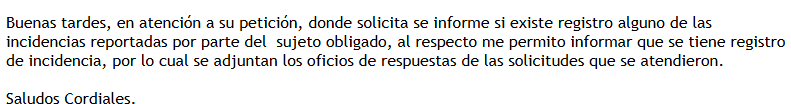 Buenas tardes, en atención a su petición, donde solicita se informe si existe registro alguno de las
incidencias reportadas por parte del  sujeto obligado, al respecto me permito informar que se tiene registro
de incidencia, por lo cual se adjuntan los oficios de respuestas de las solicitudes que se atendieron.
Saludos Cordiales.